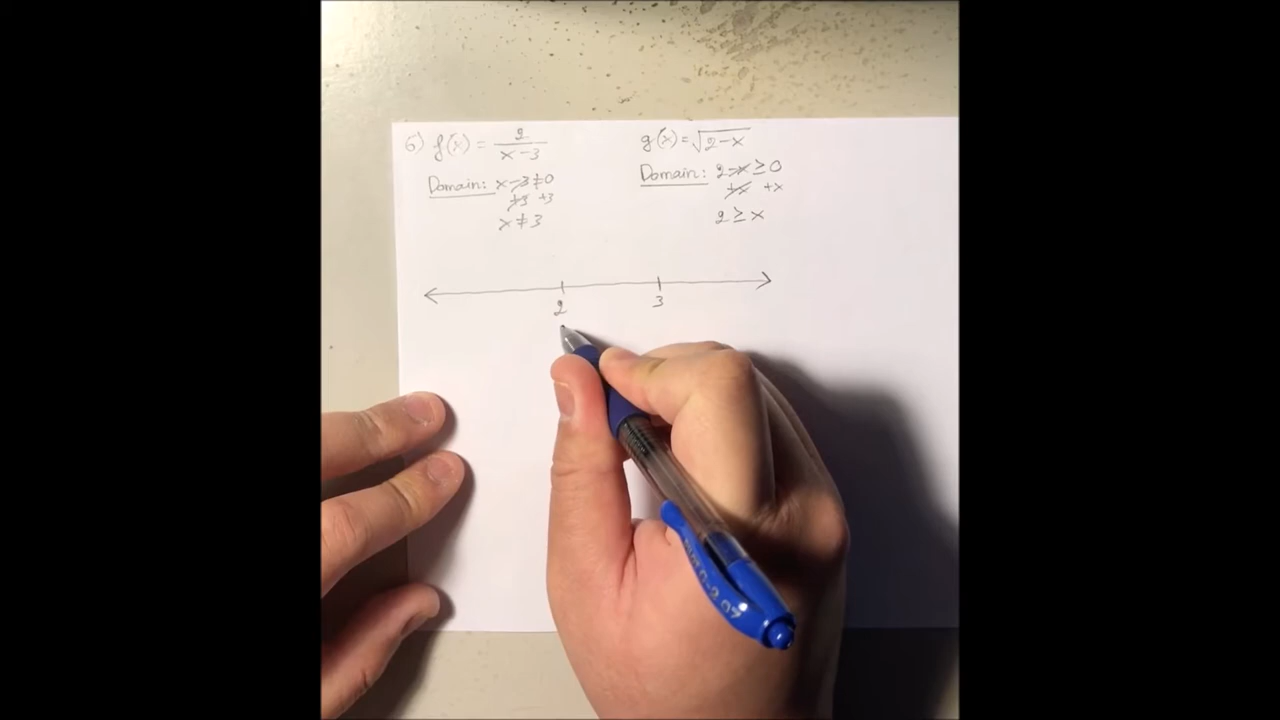 6) f(x) = 2/(x-3)
Domain: x-3≠0
+3 +3
x≠3
g(x)=√(2-x)
Domain: 2-x≥0
+x +x
2≥x
2 3